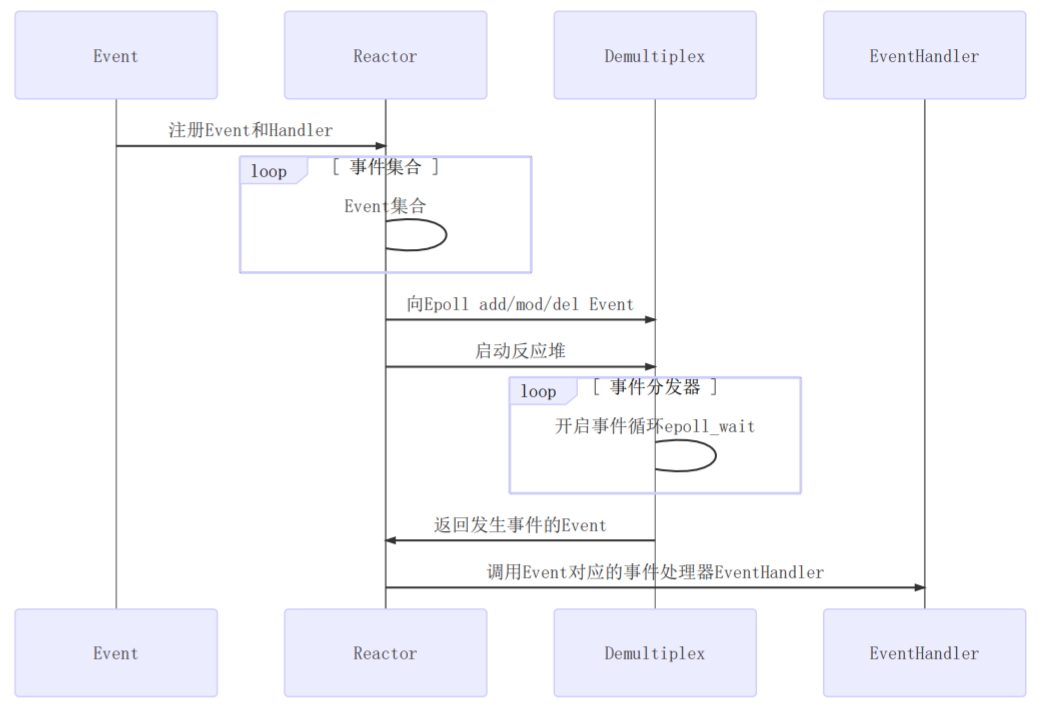 Event
Reactor
Demultiplex
EventHandler
注册Event和Handler
loop
[ 事件集合 ]
Event集合
向Epoll add/mod/del Event
启动反应堆
loop
[ 事件分发器 ]
开启事件循环epoll_wait
返回发生事件的Event
调用Event对应的事件处理器EventHandler
Event
Reactor
Demultiplex
EventHandler